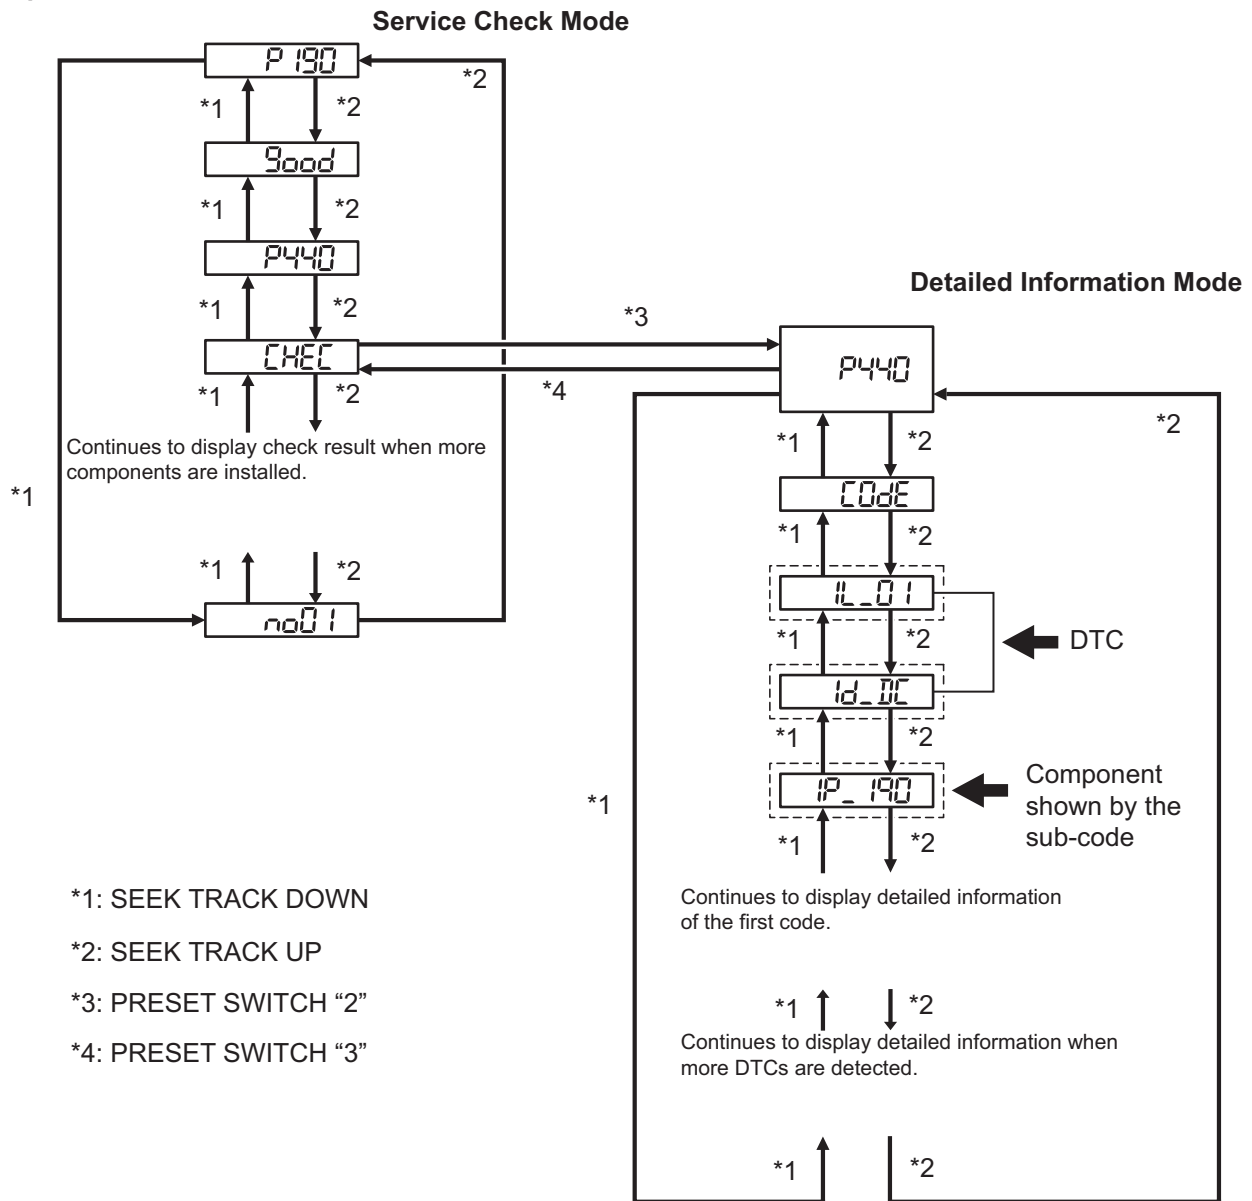 Service Check Mode
P190
*2
*1
*2
good
*1
*2
P440
*1
*2
CHEC
*3
*4
*1
*2
Continues to display check result when more
components are installed.
*1
*1
*2
no01
Detailed Information Mode
P440
*2
*1
*2
COdE
*1
*2
1L_01
*1
*2
DTC
1d_DC
*1
*2
1P_190
Component
shown by the
sub-code
*1
*1
*2
Continues to display detailed information
of the first code.
*1
*2
Continues to display detailed information when
more DTCs are detected.
*1
*2
*1: SEEK TRACK DOWN
*2: SEEK TRACK UP
*3: PRESET SWITCH “2”
*4: PRESET SWITCH “3”